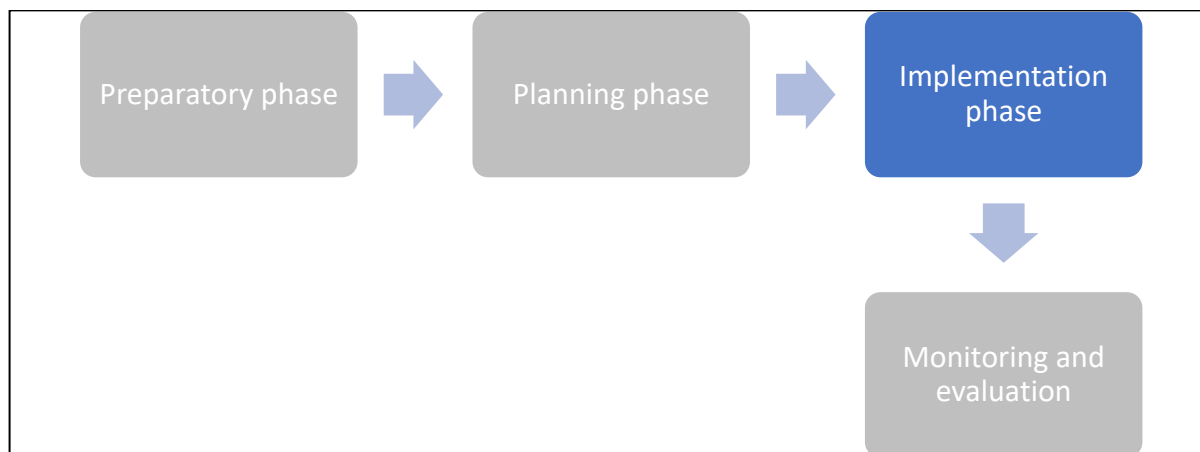 Preparatory phase
Planning phase
Implementation
phase
Monitoring and
evaluation